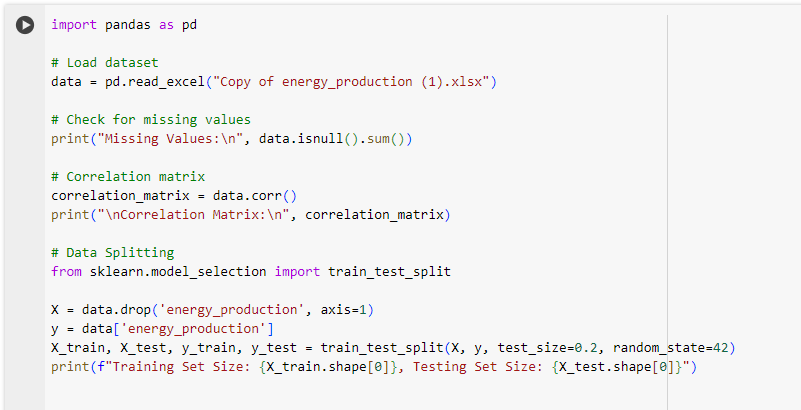 import pandas as pd
# Load dataset
data = pd.read_excel("Copy of energy_production (1).xlsx")
# Check for missing values
print("Missing Values:\n", data.isnull().sum())
# Correlation matrix
correlation_matrix = data.corr()
print("\nCorrelation Matrix:\n", correlation_matrix)
# Data Splitting
from sklearn.model_selection import train_test_split
X = data.drop('energy_production', axis=1)
y = data['energy_production']
X_train, X_test, y_train, y_test = train_test_split(X, y, test_size=0.2, random_state=42)
print(f"Training Set Size: {X_train.shape[0]}, Testing Set Size: {X_test.shape[0]}")